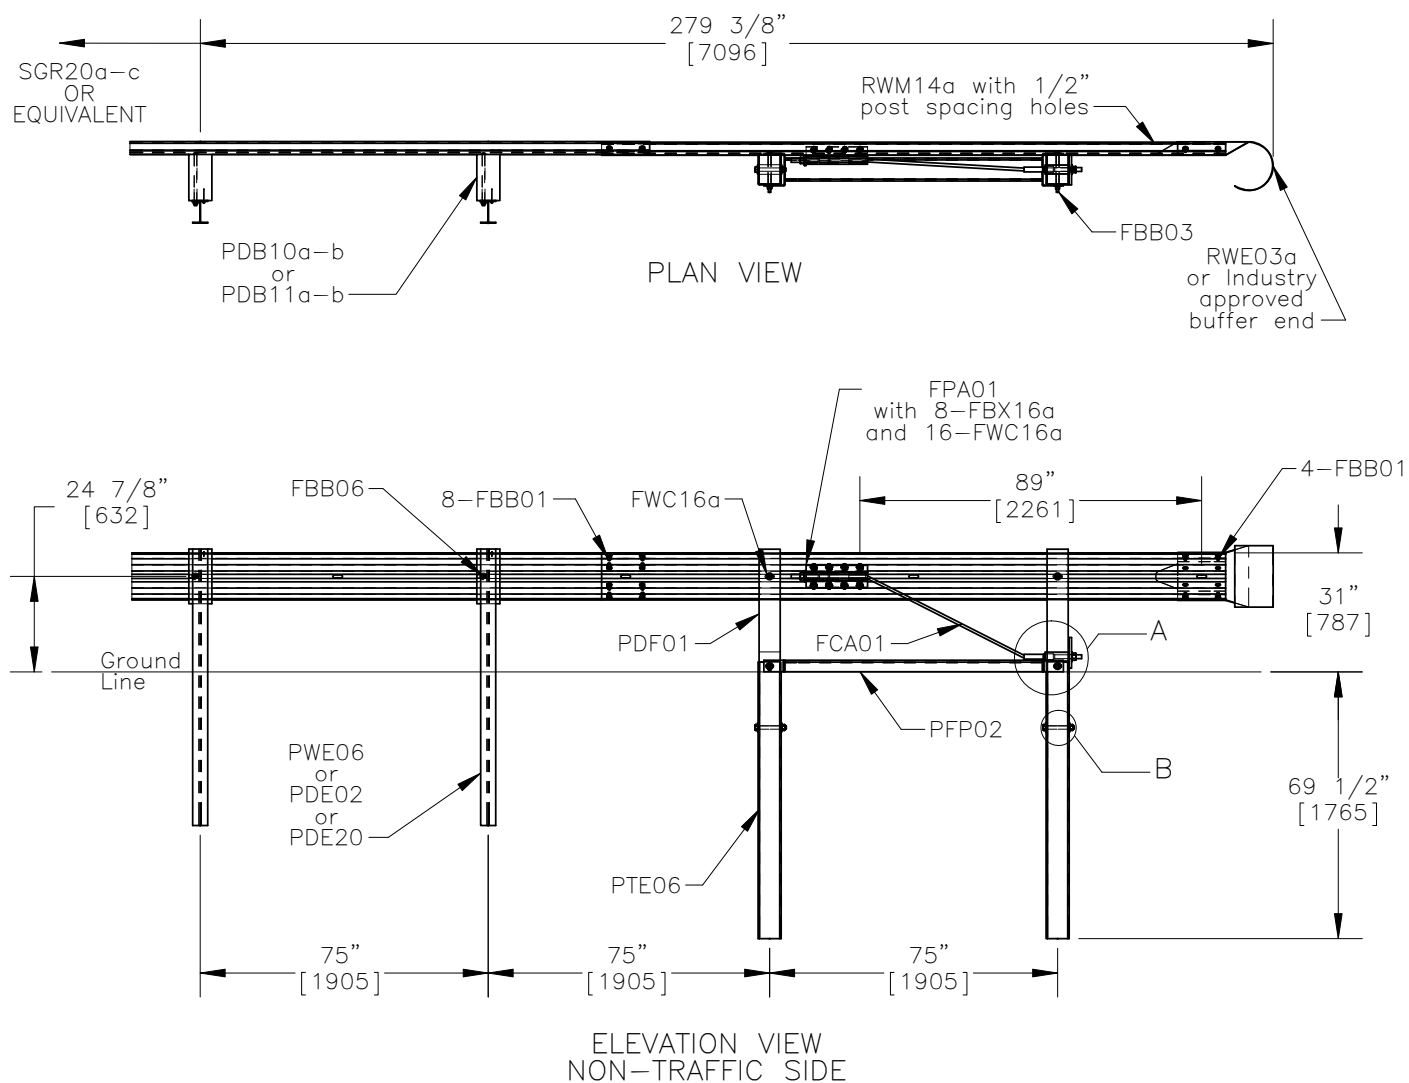 279 3/8”
[7096]
SGR20a-c
OR
EQUIVALENT
RWM14a with 1/2”
post spacing holes
FBB03
PDB10a-b
or
PDB11a-b
PLAN VIEW
RWE03a
or Industry
approved
buffer end
FPA01
with 8-FBX16a
and 16-FWC16a
24 7/8”
[632]
FBB06
8-FBB01
FWC16a
89”
[2261]
4-FBB01
31”
[787]
PDF01
FCA01
A
Ground
Line
PFP02
B
PWE06
or
PDE02
or
PDE20
69 1/2”
[1765]
PTE06
75”
[1905]
75”
[1905]
75”
[1905]
ELEVATION VIEW
NON-TRAFFIC SIDE